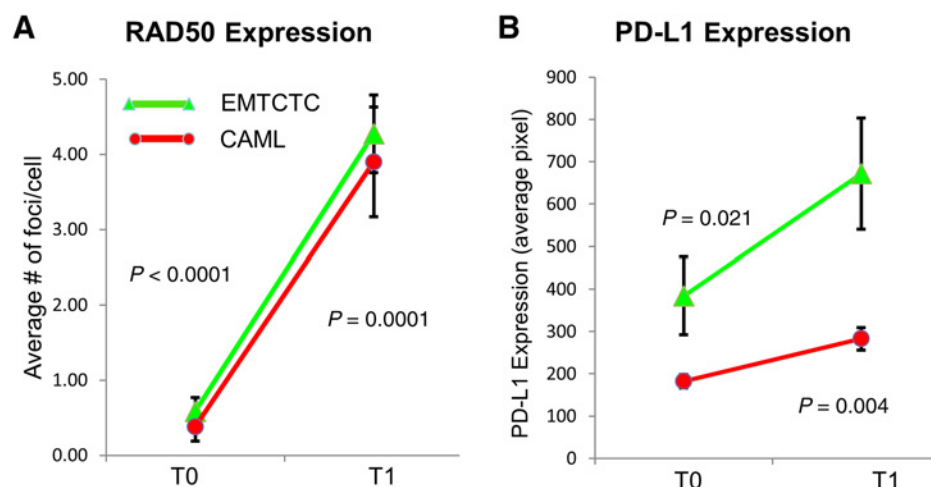 A RAD50 Expression
5.00
4.00
3.00
2.00
1.00
0.00
Average # of foci/cell
EMTCTC
CAML
P < 0.0001
P = 0.0001
T0 T1
B PD-L1 Expression
900
800
700
600
500
400
300
200
100
0
PD-L1 Expression (average pixel)
P = 0.021
P = 0.004
T0 T1